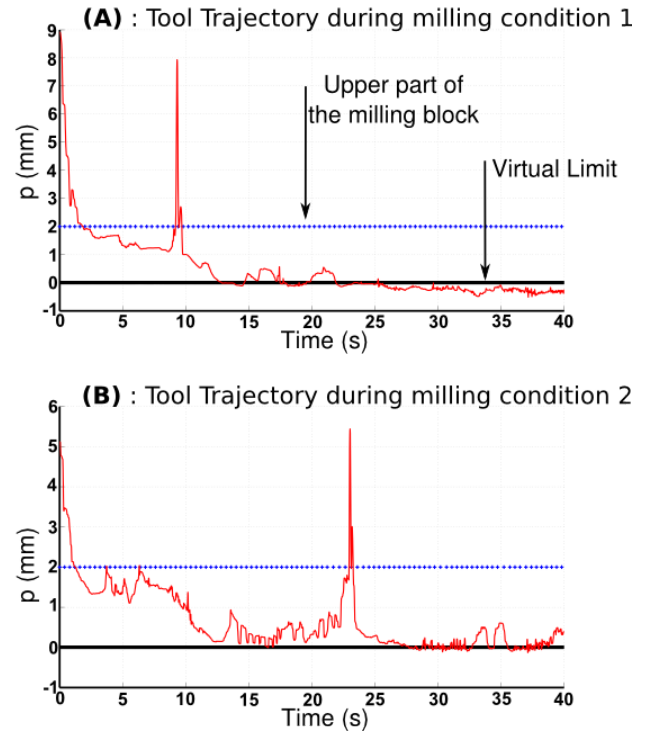 (A) : Tool Trajectory during milling condition 1
9
8
7
6
5
4
3
2
1
0
-1
p (mm)
Upper part of
the milling block
Virtual Limit
0 5 10 15 20 25 30 35 40
Time (s)
(B) : Tool Trajectory during milling condition 2
6
5
4
3
2
1
0
-1
p (mm)
0 5 10 15 20 25 30 35 40
Time (s)